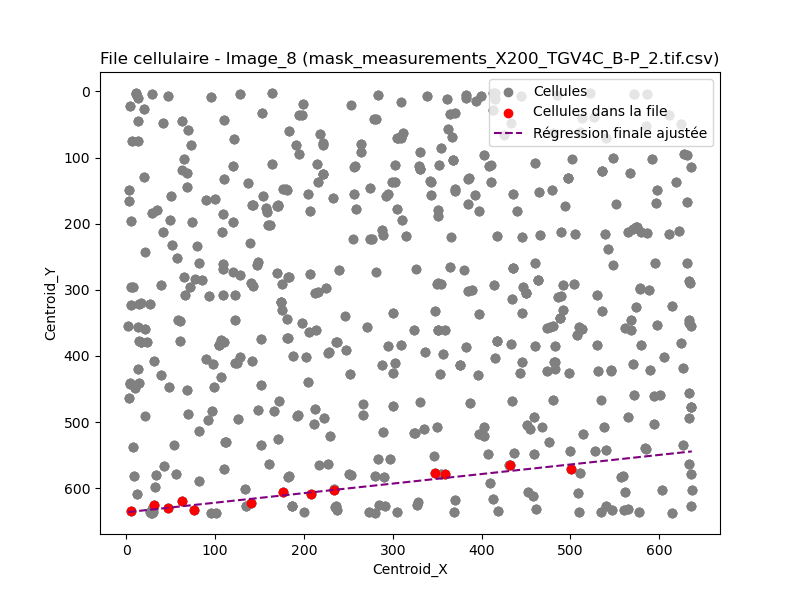 File cellulaire - Image_8 (mask_measurements_X200_TGV4C_B-P_2.tif.csv)
Cellules
Cellules dans la file
Régression finale ajustée
Centroid_Y
0
100
200
300
400
500
600
0 100 200 300 400 500 600
Centroid_X